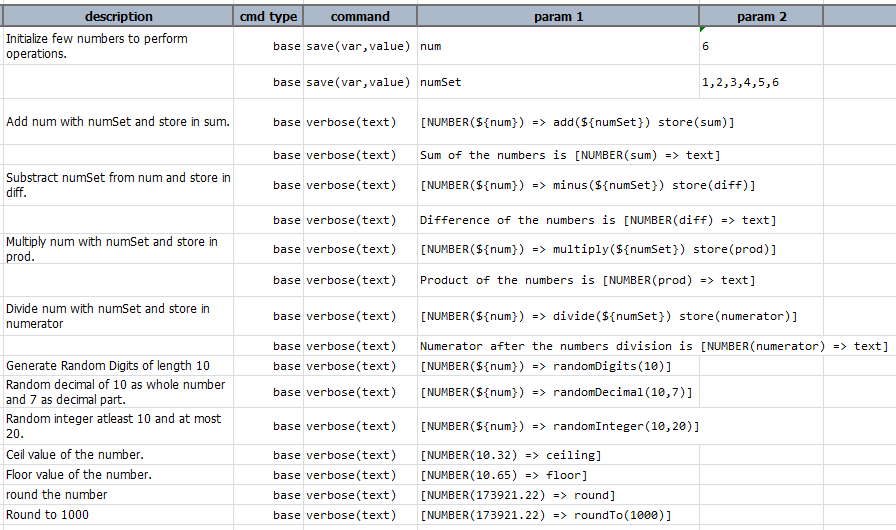 description cmd type command param 1 param 2
Initialize few numbers to perform
operations.
base save(var,value) num 6
base save(var,value) numSet 1,2,3,4,5,6
Add num with numSet and store in sum. base verbose(text) [NUMBER(${num}) => add(${numSet}) store(sum)]
base verbose(text) Sum of the numbers is [NUMBER(sum) => text]
Substract numSet from num and store in
diff.
base verbose(text) [NUMBER(${num}) => minus(${numSet}) store(diff)]
base verbose(text) Difference of the numbers is [NUMBER(diff) => text]
Multiply num with numSet and store in
prod.
base verbose(text) [NUMBER(${num}) => multiply(${numSet}) store(prod)]
base verbose(text) Product of the numbers is [NUMBER(prod) => text]
Divide num with numSet and store in
numerator
base verbose(text) [NUMBER(${num}) => divide(${numSet}) store(numerator)]
base verbose(text) Numerator after the numbers division is [NUMBER(numerator) => text]
Generate Random Digits of length 10 base verbose(text) [NUMBER(${num}) => randomDigits(10)]
Random decimal of 10 as whole number
and 7 as decimal part.
base verbose(text) [NUMBER(${num}) => randomDecimal(10,7)]
Random integer atleast 10 and at most
20.
base verbose(text) [NUMBER(${num}) => randomInteger(10,20)]
Ceil value of the number. base verbose(text) [NUMBER(10.32) => ceiling]
Floor value of the number. base verbose(text) [NUMBER(10.65) => floor]
round the number base verbose(text) [NUMBER(173921.22) => round]
Round to 1000 base verbose(text) [NUMBER(173921.22) => roundTo(1000)]